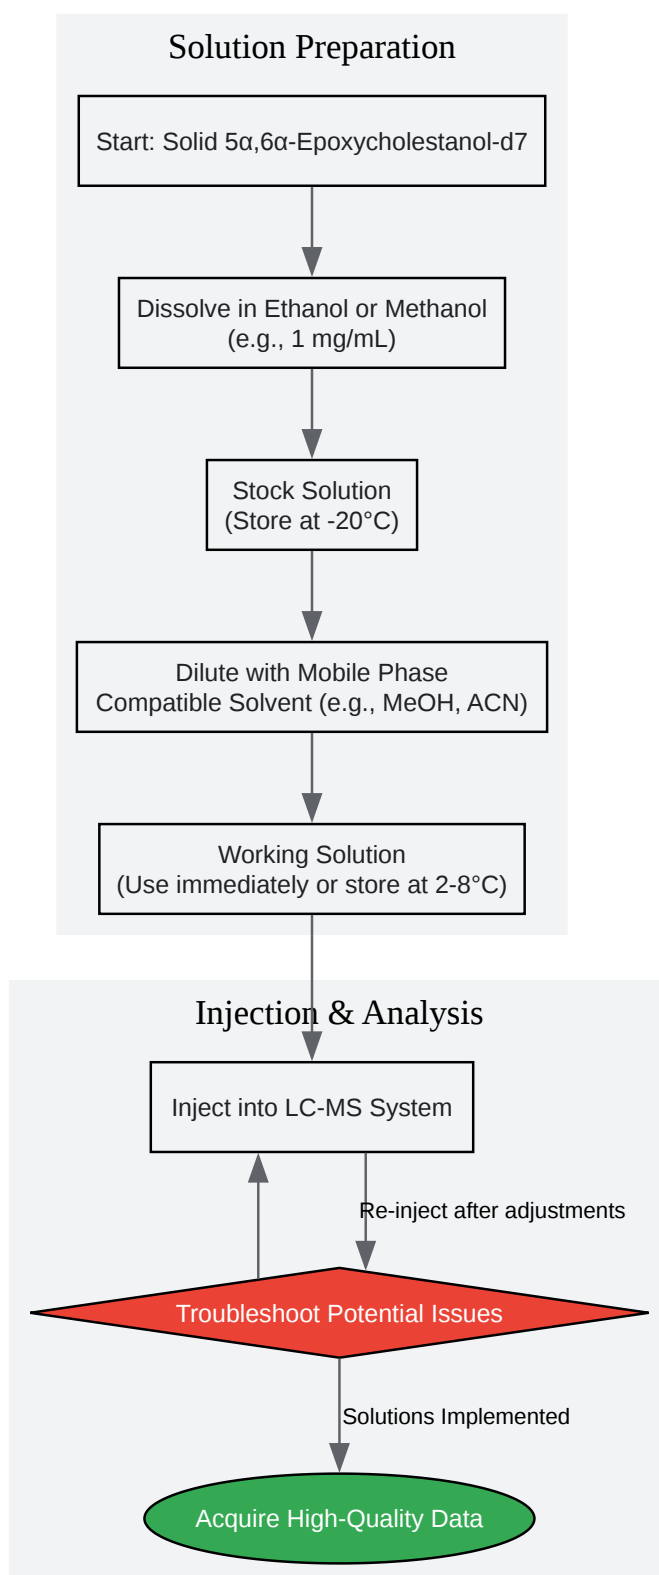 Solution Preparation
Start: Solid 5α,6α-Epoxycholestanol-d7
Dissolve in Ethanol or Methanol
(e.g., 1 mg/mL)
Stock Solution
(Store at -20°C)
Dilute with Mobile Phase
Compatible Solvent (e.g., MeOH, ACN)
Working Solution
(Use immediately or store at 2-8°C)
Injection & Analysis
Inject into LC-MS System
Re-inject after adjustments
Troubleshoot Potential Issues
Solutions Implemented
Acquire High-Quality Data